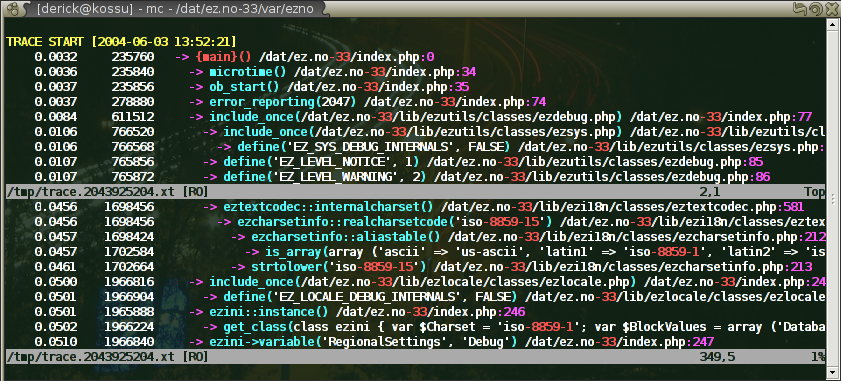 [derick@kossu] - mc - /dat/ez.no-33/var/ezno
TRACE START [2004-06-03 13:52:21]
0.0032 235760 -> {main}() /dat/ez.no-33/index.php:0
0.0036 235840 -> microtime() /dat/ez.no-33/index.php:34
0.0037 235856 -> ob_start() /dat/ez.no-33/index.php:35
0.0037 278880 -> error_reporting(2047) /dat/ez.no-33/index.php:74
0.0084 611512 -> include_once(/dat/ez.no-33/lib/ezutils/classes/ezdebug.php) /dat/ez.no-33/index.php:77
0.0106 766520 -> include_once(/dat/ez.no-33/lib/ezutils/classes/ezsys.php) /dat/ez.no-33/lib/ezutils/cl
0.0106 766568 -> define('EZ_SYS_DEBUG_INTERNALS', FALSE) /dat/ez.no-33/lib/ezutils/classes/ezsys.php:
0.0107 765856 -> define('EZ_LEVEL_NOTICE', 1) /dat/ez.no-33/lib/ezutils/classes/ezdebug.php:85
0.0107 765872 -> define('EZ_LEVEL_WARNING', 2) /dat/ez.no-33/lib/ezutils/classes/ezdebug.php:86
/tmp/trace.2043925204.xt [RO] 2,1 Top
0.0456 1698456 -> eztextcodec::internalcharset() /dat/ez.no-33/lib/ezi18n/classes/eztextcodec.php:581
0.0456 1698456 -> ezcharsetinfo::realcharsetcode('iso-8859-15') /dat/ez.no-33/lib/ezi18n/classes/eztex
0.0457 1698424 -> ezcharsetinfo::aliastable() /dat/ez.no-33/lib/ezi18n/classes/ezcharsetinfo.php:212
0.0457 1702584 -> is_array(array ('ascii' => 'us-ascii', 'latin1' => 'iso-8859-1', 'latin2' => 'is
0.0461 1702664 -> strtolower('iso-8859-15') /dat/ez.no-33/lib/ezi18n/classes/ezcharsetinfo.php:213
0.0500 1966816 -> include_once(/dat/ez.no-33/lib/ezlocale/classes/ezlocale.php) /dat/ez.no-33/index.php:24
0.0501 1966904 -> define('EZ_LOCALE_DEBUG_INTERNALS', FALSE) /dat/ez.no-33/lib/ezlocale/classes/ezlocale
0.0501 1965888 -> ezini::instance() /dat/ez.no-33/index.php:246
0.0502 1966224 -> get_class(class ezini { var $Charset = 'iso-8859-1'; var $BlockValues = array ('Databa
0.0510 1966840 -> ezini->variable('RegionalSettings', 'Debug') /dat/ez.no-33/index.php:247
/tmp/trace.2043925204.xt [RO] 349,5 1%